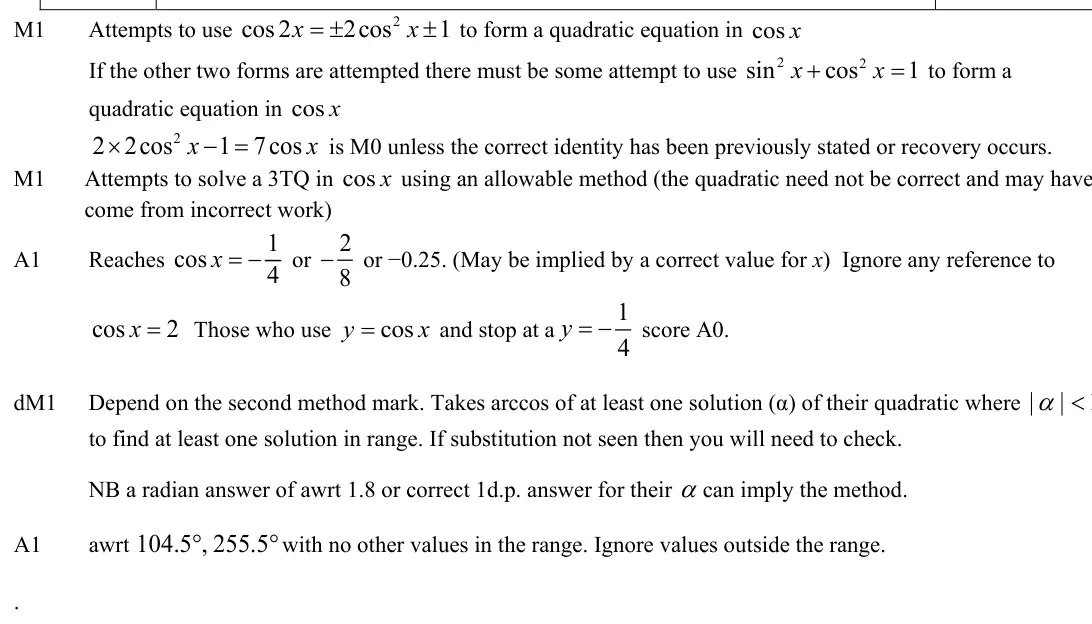 M1 Attempts to use cos 2x = ±2cos² x ±1 to form a quadratic equation in cos x
If the other two forms are attempted there must be some attempt to use sin² x + cos² x = 1 to form a
quadratic equation in cos x
2×2cos² x −1 = 7cos x is M0 unless the correct identity has been previously stated or recovery occurs.
M1 Attempts to solve a 3TQ in cos x using an allowable method (the quadratic need not be correct and may have
come from incorrect work)
A1 Reaches cos x = −1/4 or −2/8 or −0.25. (May be implied by a correct value for x) Ignore any reference to
cos x = 2 Those who use y = cos x and stop at a y = −1/4 score A0.
dM1 Depend on the second method mark. Takes arccos of at least one solution (α) of their quadratic where |α| <
to find at least one solution in range. If substitution not seen then you will need to check.
NB a radian answer of awrt 1.8 or correct 1d.p. answer for their α can imply the method.
A1 awrt 104.5°, 255.5° with no other values in the range. Ignore values outside the range.
.